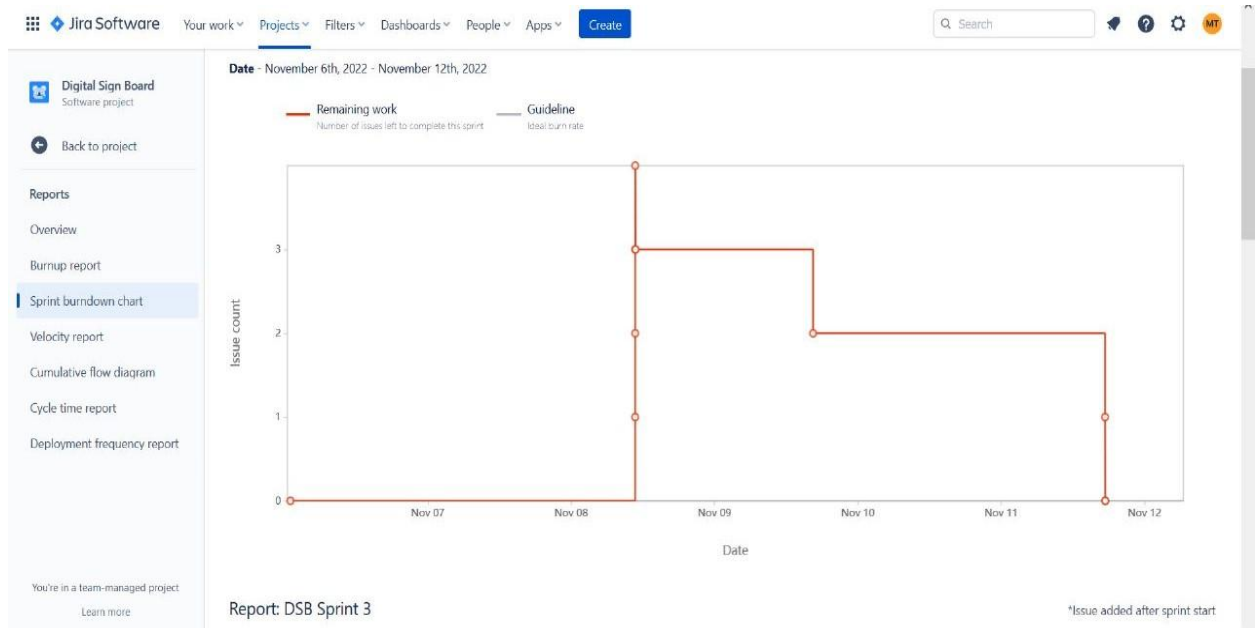 Jira Software Your work Projects Filters Dashboards People Apps Create Search MT
Digital Sign Board
Software project
Back to project
Reports
Overview
Burnup report
Sprint burndown chart
Velocity report
Cumulative flow diagram
Cycle time report
Deployment frequency report
You're in a team-managed project
Learn more
Date - November 6th, 2022 - November 12th, 2022
Remaining work Guideline
Number of issues left to complete this sprint Ideal burn rate
3
2
1
0
Issue count
Nov 07 Nov 08 Nov 09 Nov 10 Nov 11 Nov 12
Date
Report: DSB Sprint 3 *Issue added after sprint start